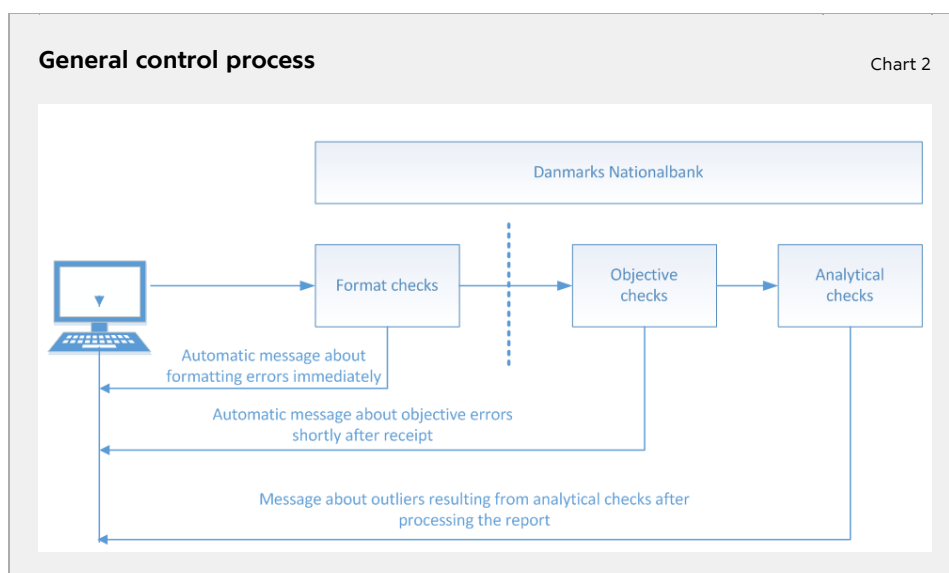 General control process
Chart 2
Danmarks Nationalbank
Format checks
Objective
checks
Analytical
checks
Automatic message about
formatting errors immediately
Automatic message about objective errors
shortly after receipt
Message about outliers resulting from analytical checks after
processing the report